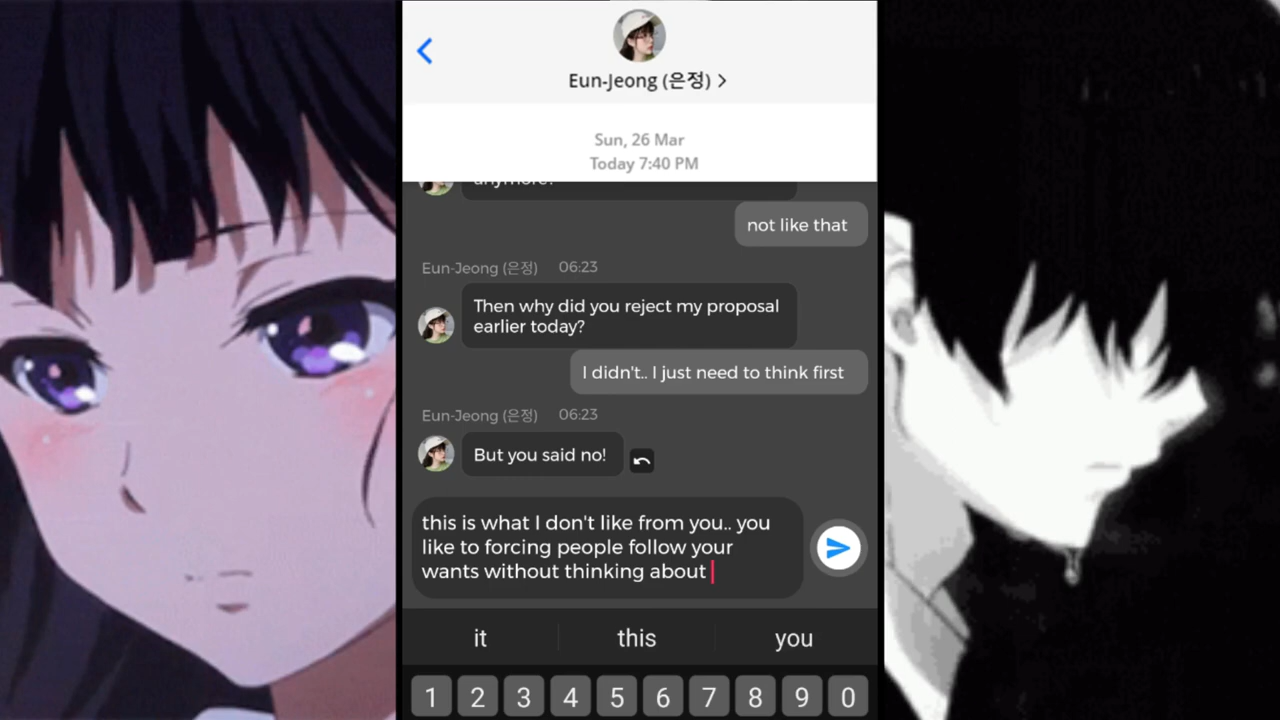 Eun-Jeong (은정) >
Sun, 26 Mar
Today 7:40 PM
anymore?
not like that
Eun-Jeong (은정) 06:23
Then why did you reject my proposal
earlier today?
I didn't.. I just need to think first
Eun-Jeong (은정) 06:23
But you said no!
this is what I don't like from you.. you
like to forcing people follow your
wants without thinking about
it this you
1 2 3 4 5 6 7 8 9 0